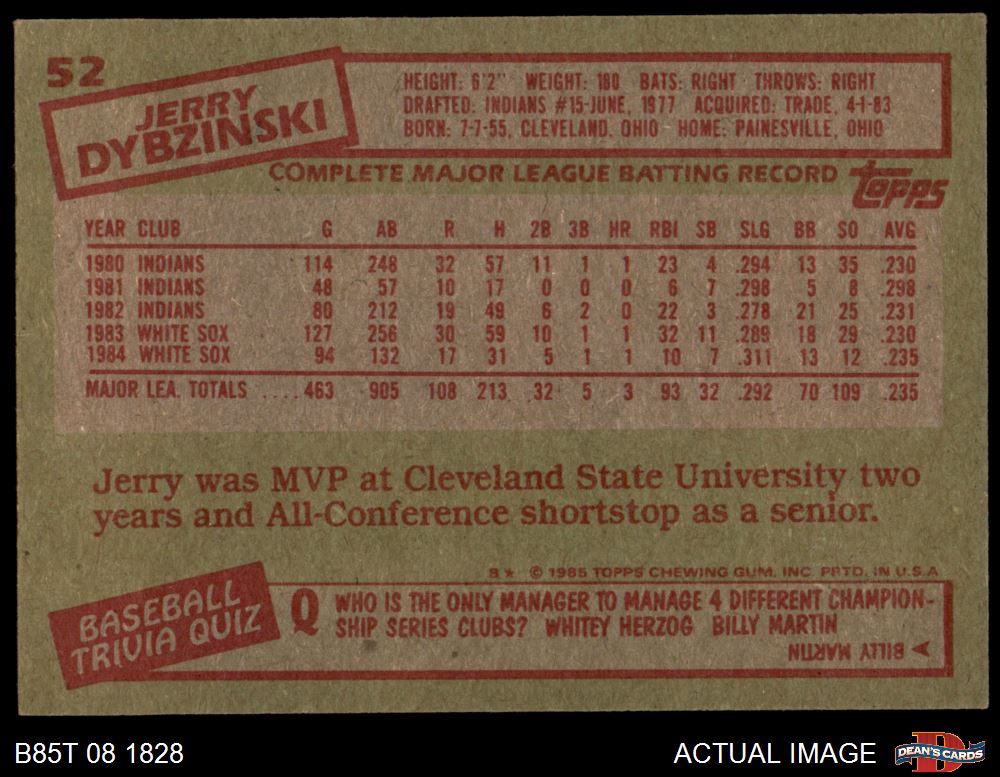 52
JERRY
DYBZINSKI
HEIGHT: 6'2" WEIGHT: 180 BATS: RIGHT THROWS: RIGHT
DRAFTED: INDIANS #15-JUNE, 1977 ACQUIRED: TRADE, 4-1-83
BORN: 7-7-55, CLEVELAND, OHIO HOME: PAINESVILLE, OHIO
COMPLETE MAJOR LEAGUE BATTING RECORD topps
YEAR CLUB G AB R H 2B 3B HR RBI SB SLG BB SO AVG
1980 INDIANS 114 248 32 57 11 1 1 23 4 .294 13 35 .230
1981 INDIANS 48 57 10 17 0 0 0 6 7 .298 5 8 .298
1982 INDIANS 80 212 19 49 6 2 0 22 3 .278 21 25 .231
1983 WHITE SOX 127 256 30 59 10 1 1 32 11 .289 18 29 .230
1984 WHITE SOX 94 132 17 31 5 1 1 10 7 .311 13 12 .235
MAJOR LEA. TOTALS .... 463 905 108 213 32 5 3 93 32 .292 70 109 .235
Jerry was MVP at Cleveland State University two
years and All-Conference shortstop as a senior.
B* © 1985 TOPPS CHEWING GUM, INC. PRTD. IN U.S.A
BASEBALL
TRIVIA QUIZ
Q WHO IS THE ONLY MANAGER TO MANAGE 4 DIFFERENT CHAMPION-
SHIP SERIES CLUBS? WHITEY HERZOG BILLY MARTIN
A BILLY MARTIN
B85T 08 1828
ACTUAL IMAGE
DEAN'S CARDS